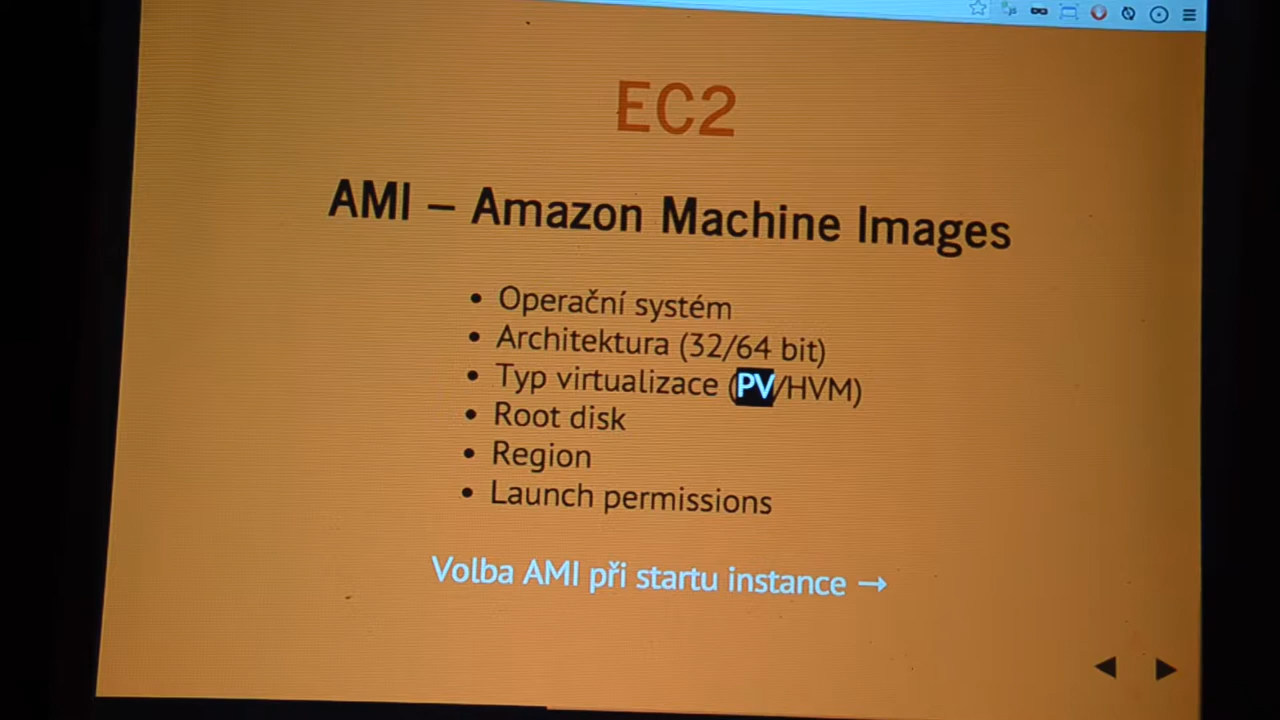 EC2
AMI – Amazon Machine Images
• Operační systém
• Architektura (32/64 bit)
• Typ virtualizace (PV/HVM)
• Root disk
• Region
• Launch permissions
Volba AMI při startu instance →